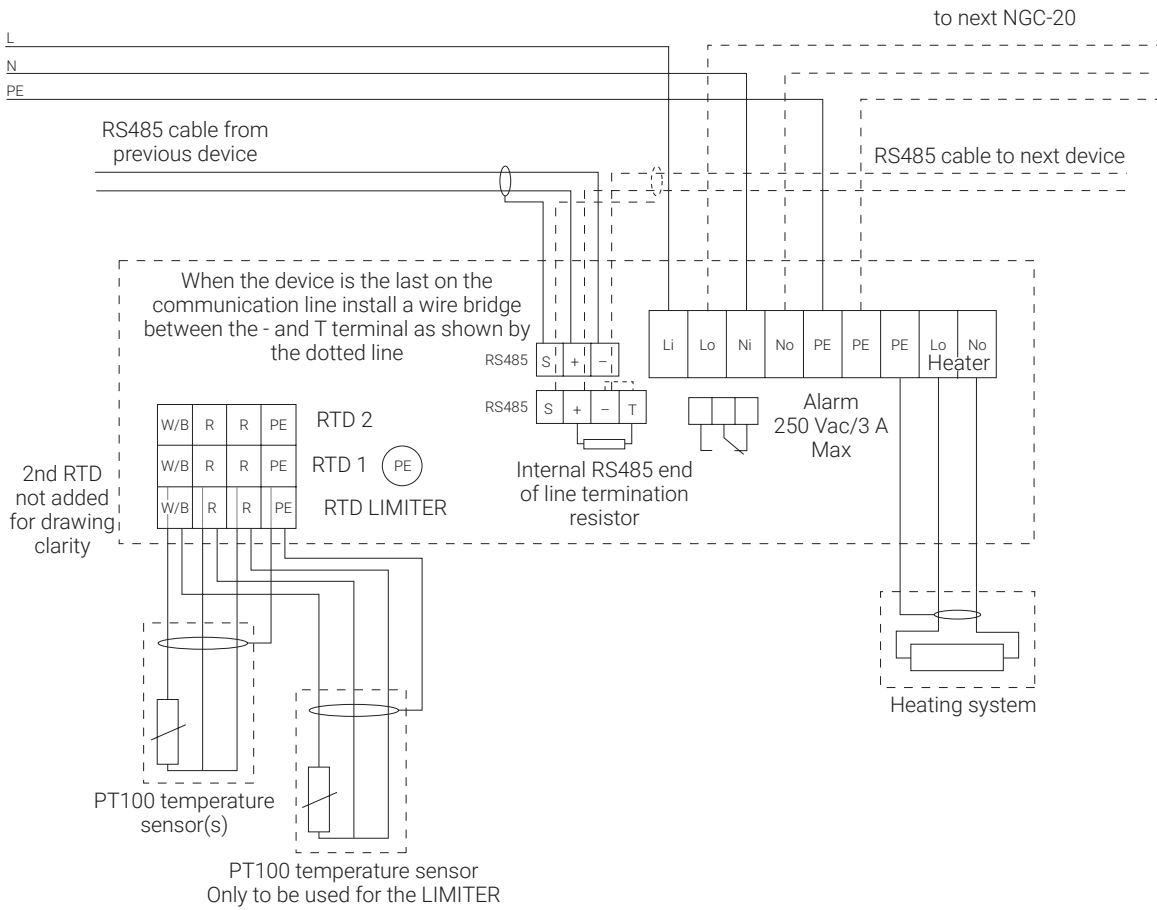 to next NGC-20
L
N
PE
RS485 cable from
previous device
RS485 cable to next device
When the device is the last on the
communication line install a wire bridge
between the - and T terminal as shown by
the dotted line
RS485 S + –
Li Lo Ni No PE PE PE Lo No
Heater
RS485 S + – T
Alarm
250 Vac/3 A
Max
W/B R R PE RTD 2
W/B R R PE RTD 1 PE
W/B R R PE RTD LIMITER
Internal RS485 end
of line termination
resistor
2nd RTD
not added
for drawing
clarity
Heating system
PT100 temperature
sensor(s)
PT100 temperature sensor
Only to be used for the LIMITER